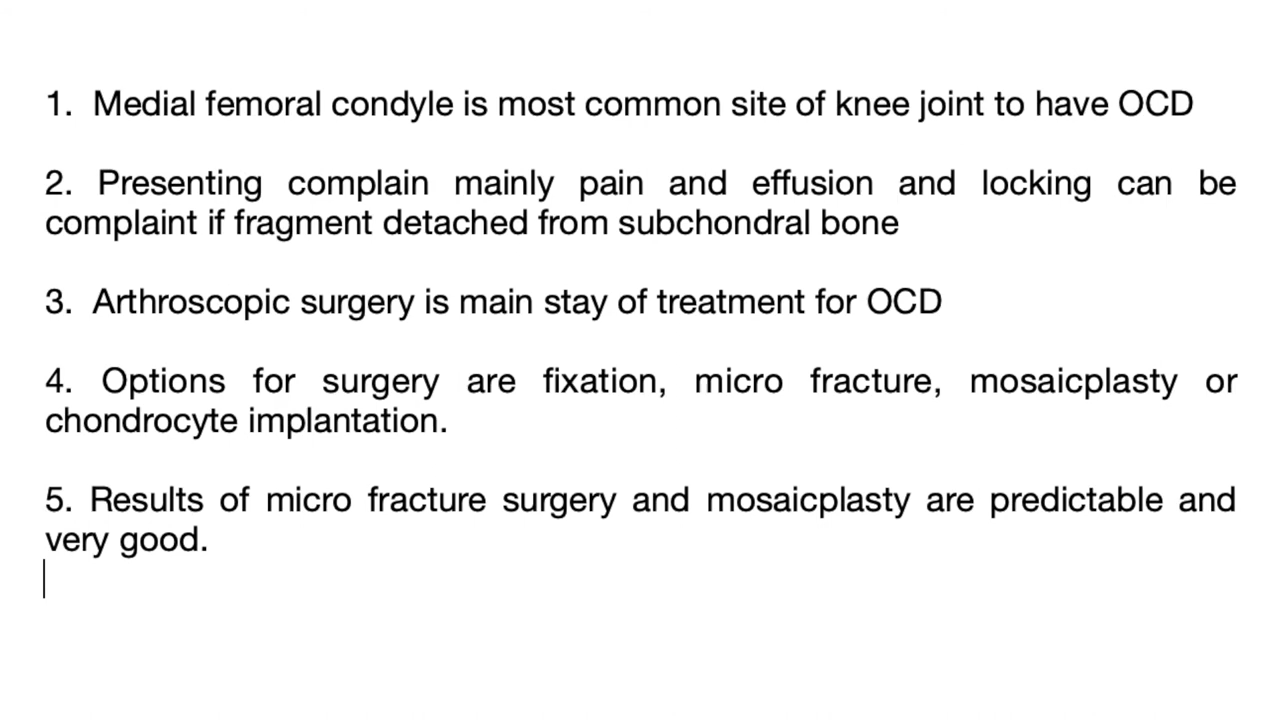 1. Medial femoral condyle is most common site of knee joint to have OCD
2. Presenting complain mainly pain and effusion and locking can be
complaint if fragment detached from subchondral bone
3. Arthroscopic surgery is main stay of treatment for OCD
4. Options for surgery are fixation, micro fracture, mosaicplasty or
chondrocyte implantation.
5. Results of micro fracture surgery and mosaicplasty are predictable and
very good.